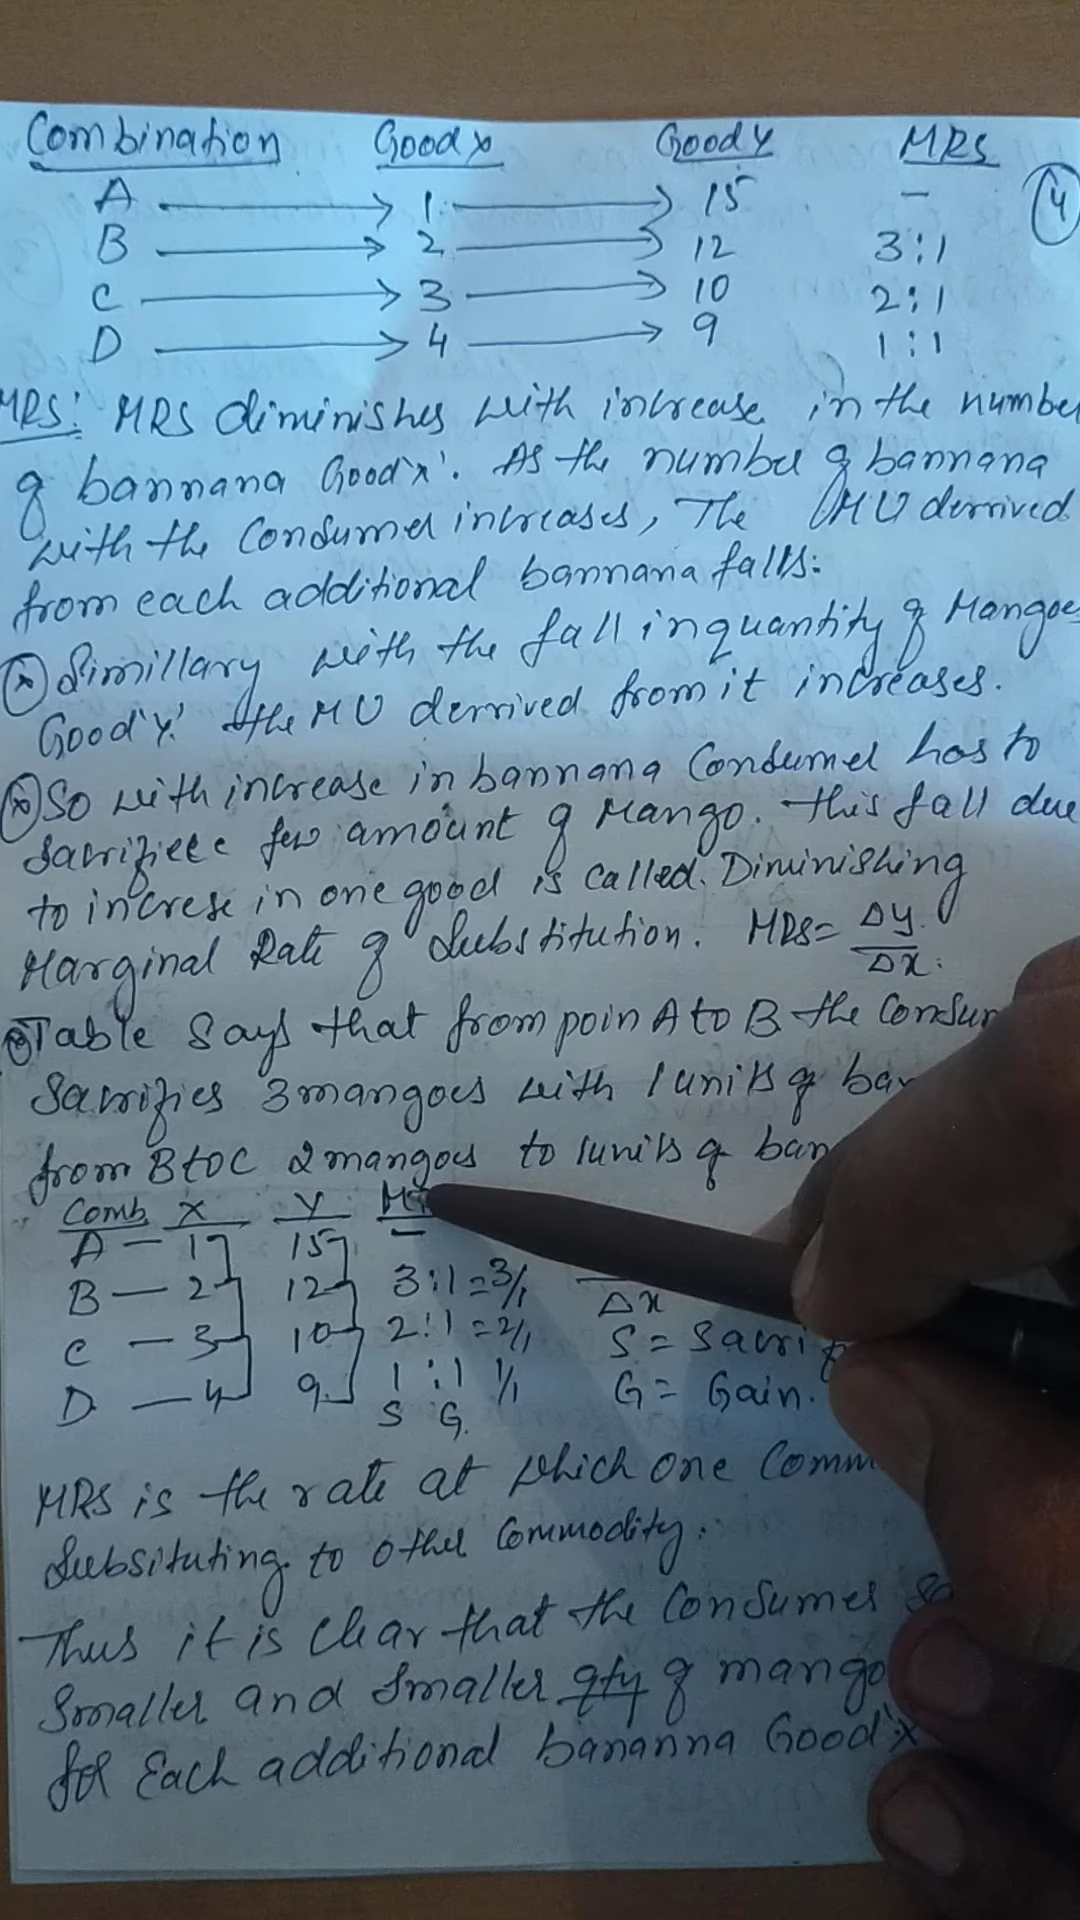 Combination Good x Good y MRS
A → 1 → 15 –
4
B → 2 → 12 3:1
C → 3 → 10 2:1
D → 4 → 9 1:1
MRS: MRS diminishes with increase in the number
of bannana Good 'x'. As the number of bannana
with the Consumer increases, The MU derrived
from each additional bannana falls:
Simillary with the fall in quantity of Mangoes
Good 'y' the MU derrived from it increases.
So with increase in bannana Consumer has to
Sacrifiece few amount of Mango. This fall due
to increse in one good is Called. Diminishing
Marginal Rate of Substitution. MRS = Δy/Δx.
Table Says that from poin A to B the Consum
Sacrifies 3 mangoes with 1 units of ban
from B to C 2 mangoes to 1 units of ban
Comb X Y
A – 1 15 –
B – 2 12 3:1 = 3/1 Δx
C – 3 10 2:1 = 2/1 S = Sacrif
D – 4 9 1:1 1/1 G = Gain.
S G.
MRS is the rate at which one Comm
Subsituting to other Commodity.
Thus it is Clear that the Consumer
Smaller and Smaller qty of mango
for Each additional bananna Good 'x